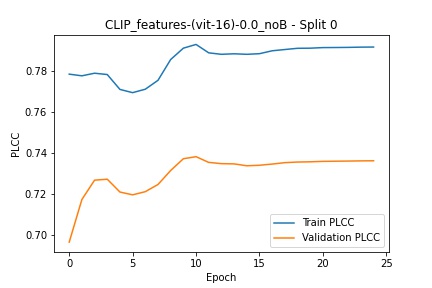 CLIP_features-(vit-16)-0.0_noB - Split 0
PLCC
0.78
0.76
0.74
0.72
0.70
Train PLCC
Validation PLCC
0 5 10 15 20 25
Epoch